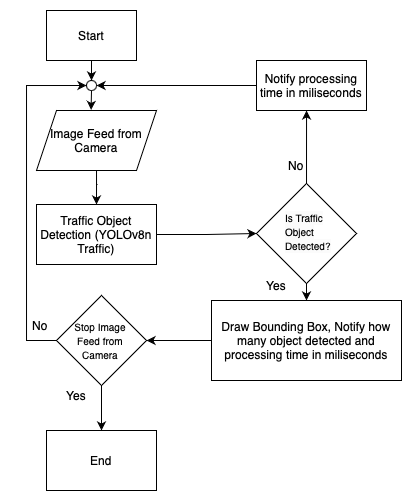 Start
Notify processing
time in miliseconds
Image Feed from
Camera
No
Traffic Object
Detection (YOLOv8n
Traffic)
Is Traffic
Object
Detected?
Yes
Draw Bounding Box, Notify how
many object detected and
processing time in miliseconds
No
Stop Image
Feed from
Camera
Yes
End